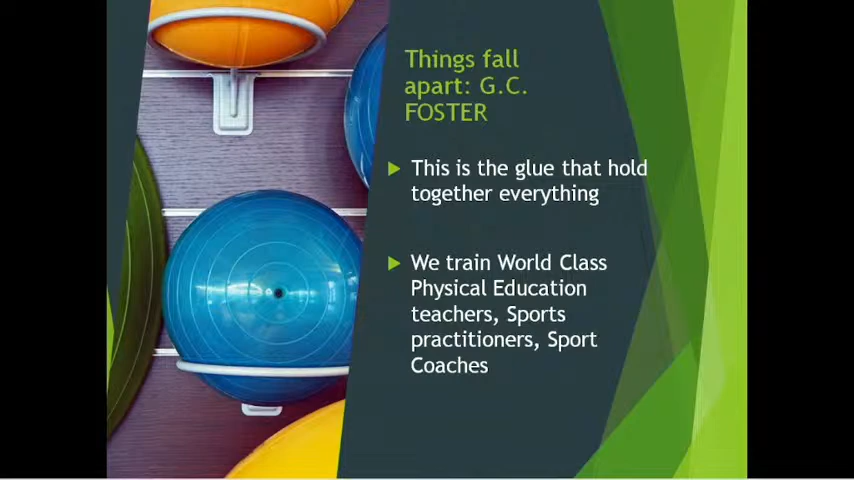 Things fall
apart: G.C.
FOSTER
This is the glue that hold
together everything
We train World Class
Physical Education
teachers, Sports
practitioners, Sport
Coaches